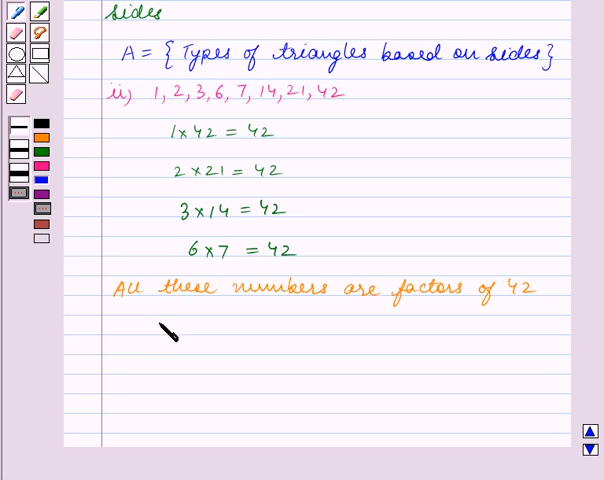 sides
A = { Types of triangles based on sides }
ii) 1, 2, 3, 6, 7, 14, 21, 42
1 × 42 = 42
2 × 21 = 42
3 × 14 = 42
6 × 7 = 42
All these numbers are factors of 42